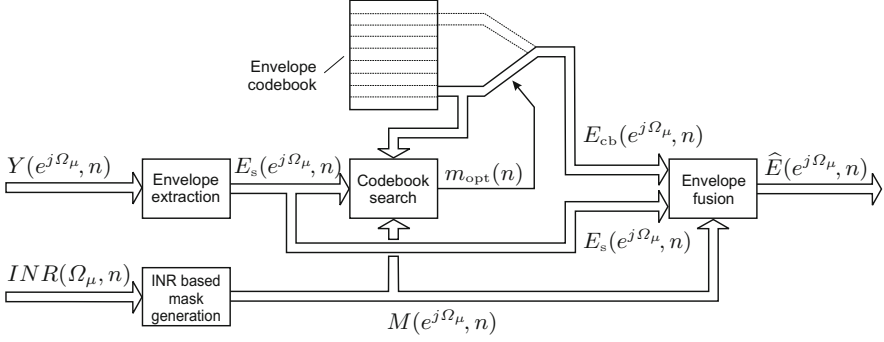 Envelope
codebook
E_cb(e^{jΩ_μ}, n)
Y(e^{jΩ_μ}, n)
E_s(e^{jΩ_μ}, n)
Ê(e^{jΩ_μ}, n)
Envelope
extraction
Codebook
search
m_opt(n)
Envelope
fusion
E_s(e^{jΩ_μ}, n)
INR(Ω_μ, n)
INR based
mask
generation
M(e^{jΩ_μ}, n)